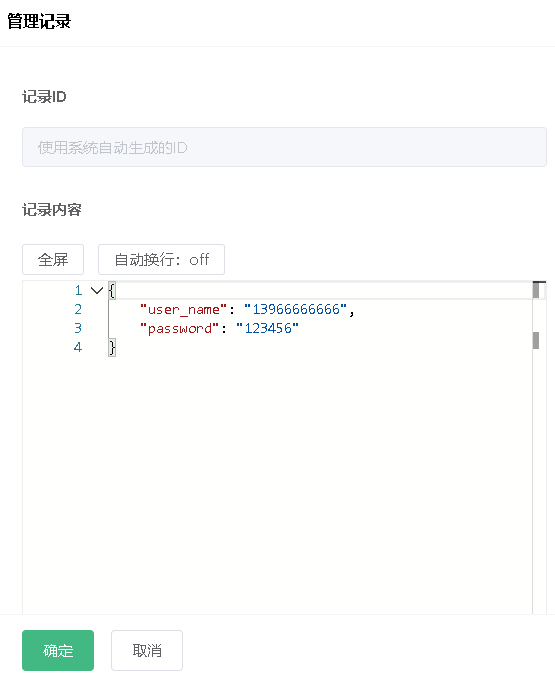 管理记录
记录ID
使用系统自动生成的ID
记录内容
全屏 自动换行: off
1 {
2 "user_name": "13966666666",
3 "password": "123456"
4 }
确定 取消